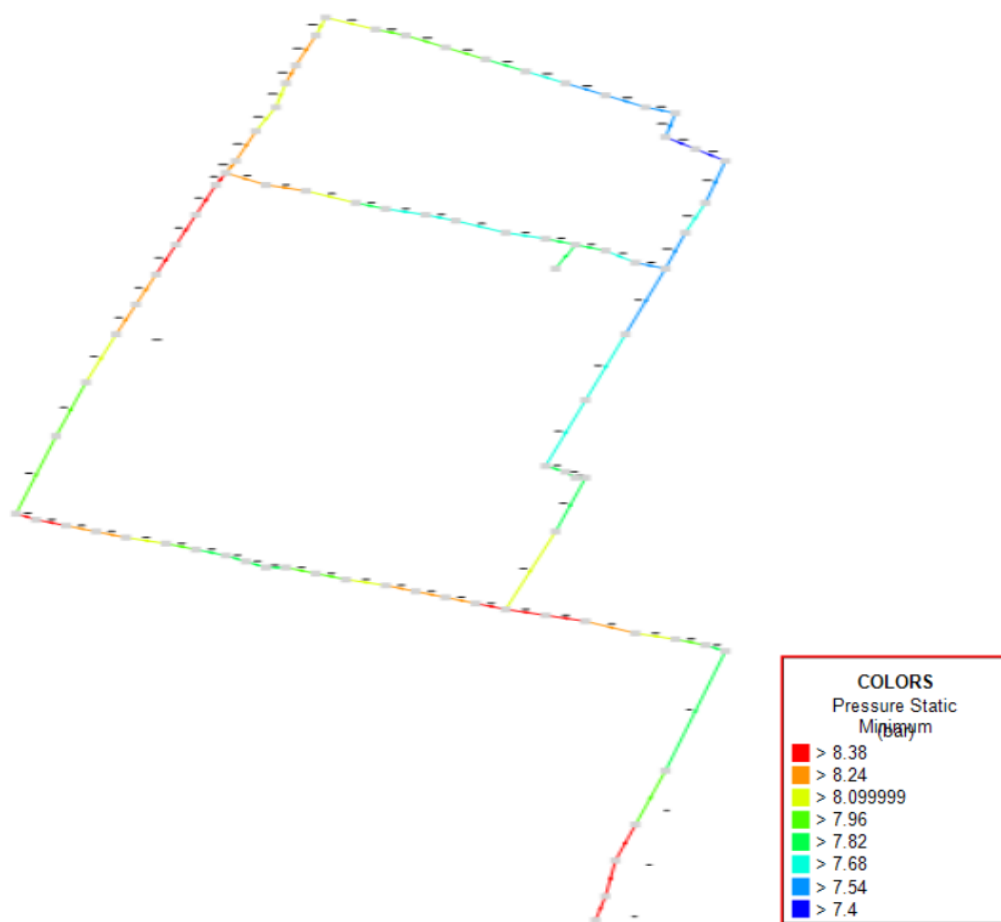 COLORS
Pressure Static
Minimum
(bar)
> 8.38
> 8.24
> 8.099999
> 7.96
> 7.82
> 7.68
> 7.54
> 7.4